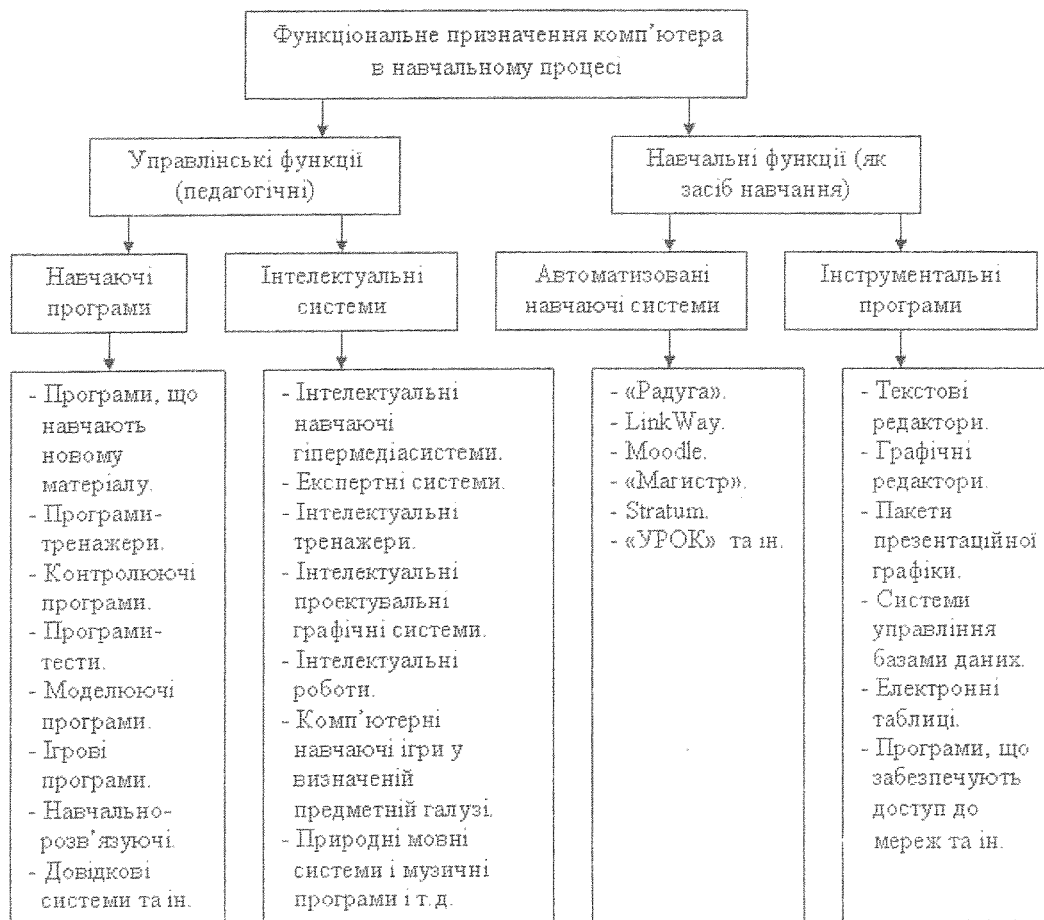 Функціональне призначення комп'ютера
в навчальному процесі
Управлінські функції
(педагогічні)
Навчальні функції (як
засіб навчання)
Навчаючі
програми
Інтелектуальні
системи
Автоматизовані
навчаючі системи
Інструментальні
програми
- Програми, що
навчають
новому
матеріалу.
- Програми-
тренажери.
- Контролюючі
програми.
- Програми-
тести.
- Моделюючі
програми.
- Ігрові
програми.
- Навчально-
розв'язуючі.
- Довідкові
системи та ін.
- Інтелектуальні
навчаючі
гіпермедіасистеми.
- Експертні системи.
- Інтелектуальні
тренажери.
- Інтелектуальні
проектувальні
графічні системи.
- Інтелектуальні
роботи.
- Комп'ютерні
навчаючі ігри у
визначеній
предметній галузі.
- Природні мовні
системи і музичні
програми і т.д.
- «Радуга».
- LinkWay.
- Moodle.
- «Магистр».
- Stratum.
- «УРОК» та ін.
- Текстові
редактори.
- Графічні
редактори.
- Пакети
презентаційної
графіки.
- Системи
управління
базами даних.
- Електронні
таблиці.
- Програми, що
забезпечують
доступ до
мереж та ін.